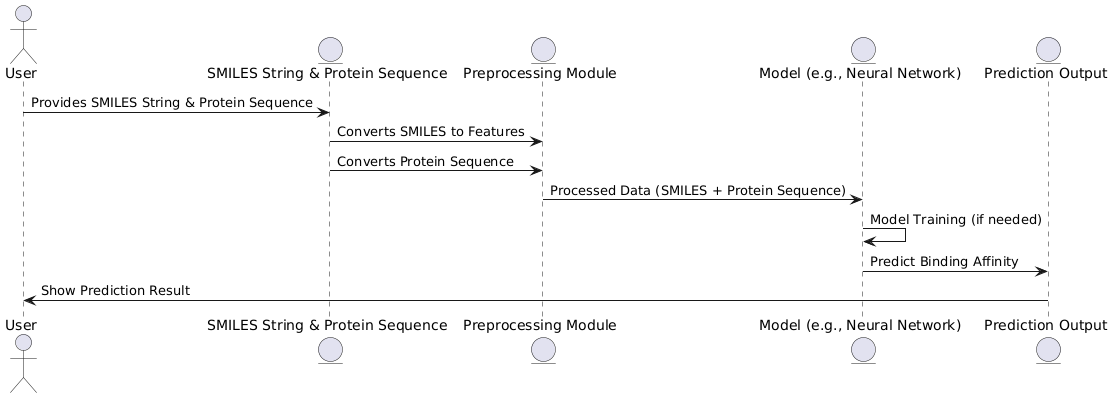 User
SMILES String & Protein Sequence
Preprocessing Module
Model (e.g., Neural Network)
Prediction Output
Provides SMILES String & Protein Sequence
Converts SMILES to Features
Converts Protein Sequence
Processed Data (SMILES + Protein Sequence)
Model Training (if needed)
Predict Binding Affinity
Show Prediction Result
User
SMILES String & Protein Sequence
Preprocessing Module
Model (e.g., Neural Network)
Prediction Output